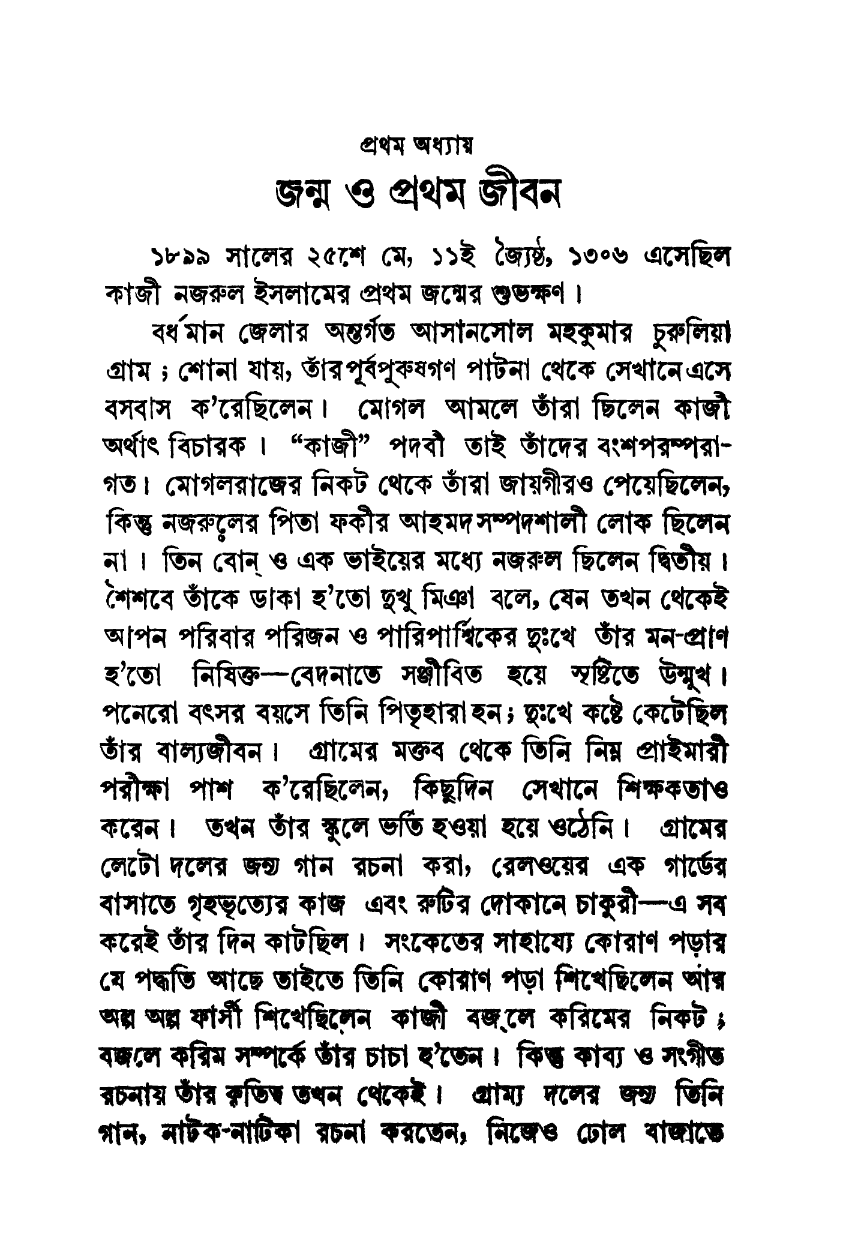 প্রথম অধ্যায়
জন্ম ও প্রথম জীবন
১৮৯৯ সালের ২৫শে মে, ১১ই জ্যৈষ্ঠ, ১৩০৬ এসেছিল
কাজী নজরুল ইসলামের প্রথম জন্মের শুভক্ষণ।
বর্ধমান জেলার অন্তর্গত আসানসোল মহকুমার চুরুলিয়া
গ্রাম ; শোনা যায়, তাঁর পূর্বপুরুষগণ পাটনা থেকে সেখানে এসে
বসবাস ক'রেছিলেন। মোগল আমলে তাঁরা ছিলেন কাজী
অর্থাৎ বিচারক। “কাজী” পদবী তাই তাঁদের বংশপরম্পরা-
গত। মোগলরাজের নিকট থেকে তাঁরা জায়গীরও পেয়েছিলেন,
কিন্তু নজরুলের পিতা ফকীর আহমদ সম্পদশালী লোক ছিলেন
না। তিন বোন্ ও এক ভাইয়ের মধ্যে নজরুল ছিলেন দ্বিতীয়।
শৈশবে তাঁকে ডাকা হ'তো দুখু মিঞা বলে, যেন তখন থেকেই
আপন পরিবার পরিজন ও পারিপার্শ্বিকের দুঃখে তাঁর মন-প্রাণ
হ'তো নিষিক্ত—বেদনাতে সঞ্জীবিত হয়ে সৃষ্টিতে উন্মুখ।
পনেরো বৎসর বয়সে তিনি পিতৃহারা হন; দুঃখে কষ্টে কেটেছিল
তাঁর বাল্যজীবন। গ্রামের মক্তব থেকে তিনি নিম্ন প্রাইমারী
পরীক্ষা পাশ ক'রেছিলেন, কিছুদিন সেখানে শিক্ষকতাও
করেন। তখন তাঁর স্কুলে ভর্তি হওয়া হয়ে ওঠেনি। গ্রামের
লেটো দলের জন্য গান রচনা করা, রেলওয়ের এক গার্ডের
বাসাতে গৃহভৃত্যের কাজ এবং রুটির দোকানে চাকুরী—এ সব
করেই তাঁর দিন কাটছিল। সংকেতের সাহায্যে কোরাণ পড়ার
যে পদ্ধতি আছে তাইতে তিনি কোরাণ পড়া শিখেছিলেন আর
অল্প অল্প ফার্সী শিখেছিলেন কাজী বজলে করিমের নিকট ;
বজলে করিম সম্পর্কে তাঁর চাচা হ'তেন। কিন্তু কাব্য ও সংগীত
রচনায় তাঁর কৃতিত্ব তখন থেকেই। গ্রাম্য দলের জন্য তিনি
গান, নাটক-নাটিকা রচনা করতেন, নিজেও ঢোল বাজাতে